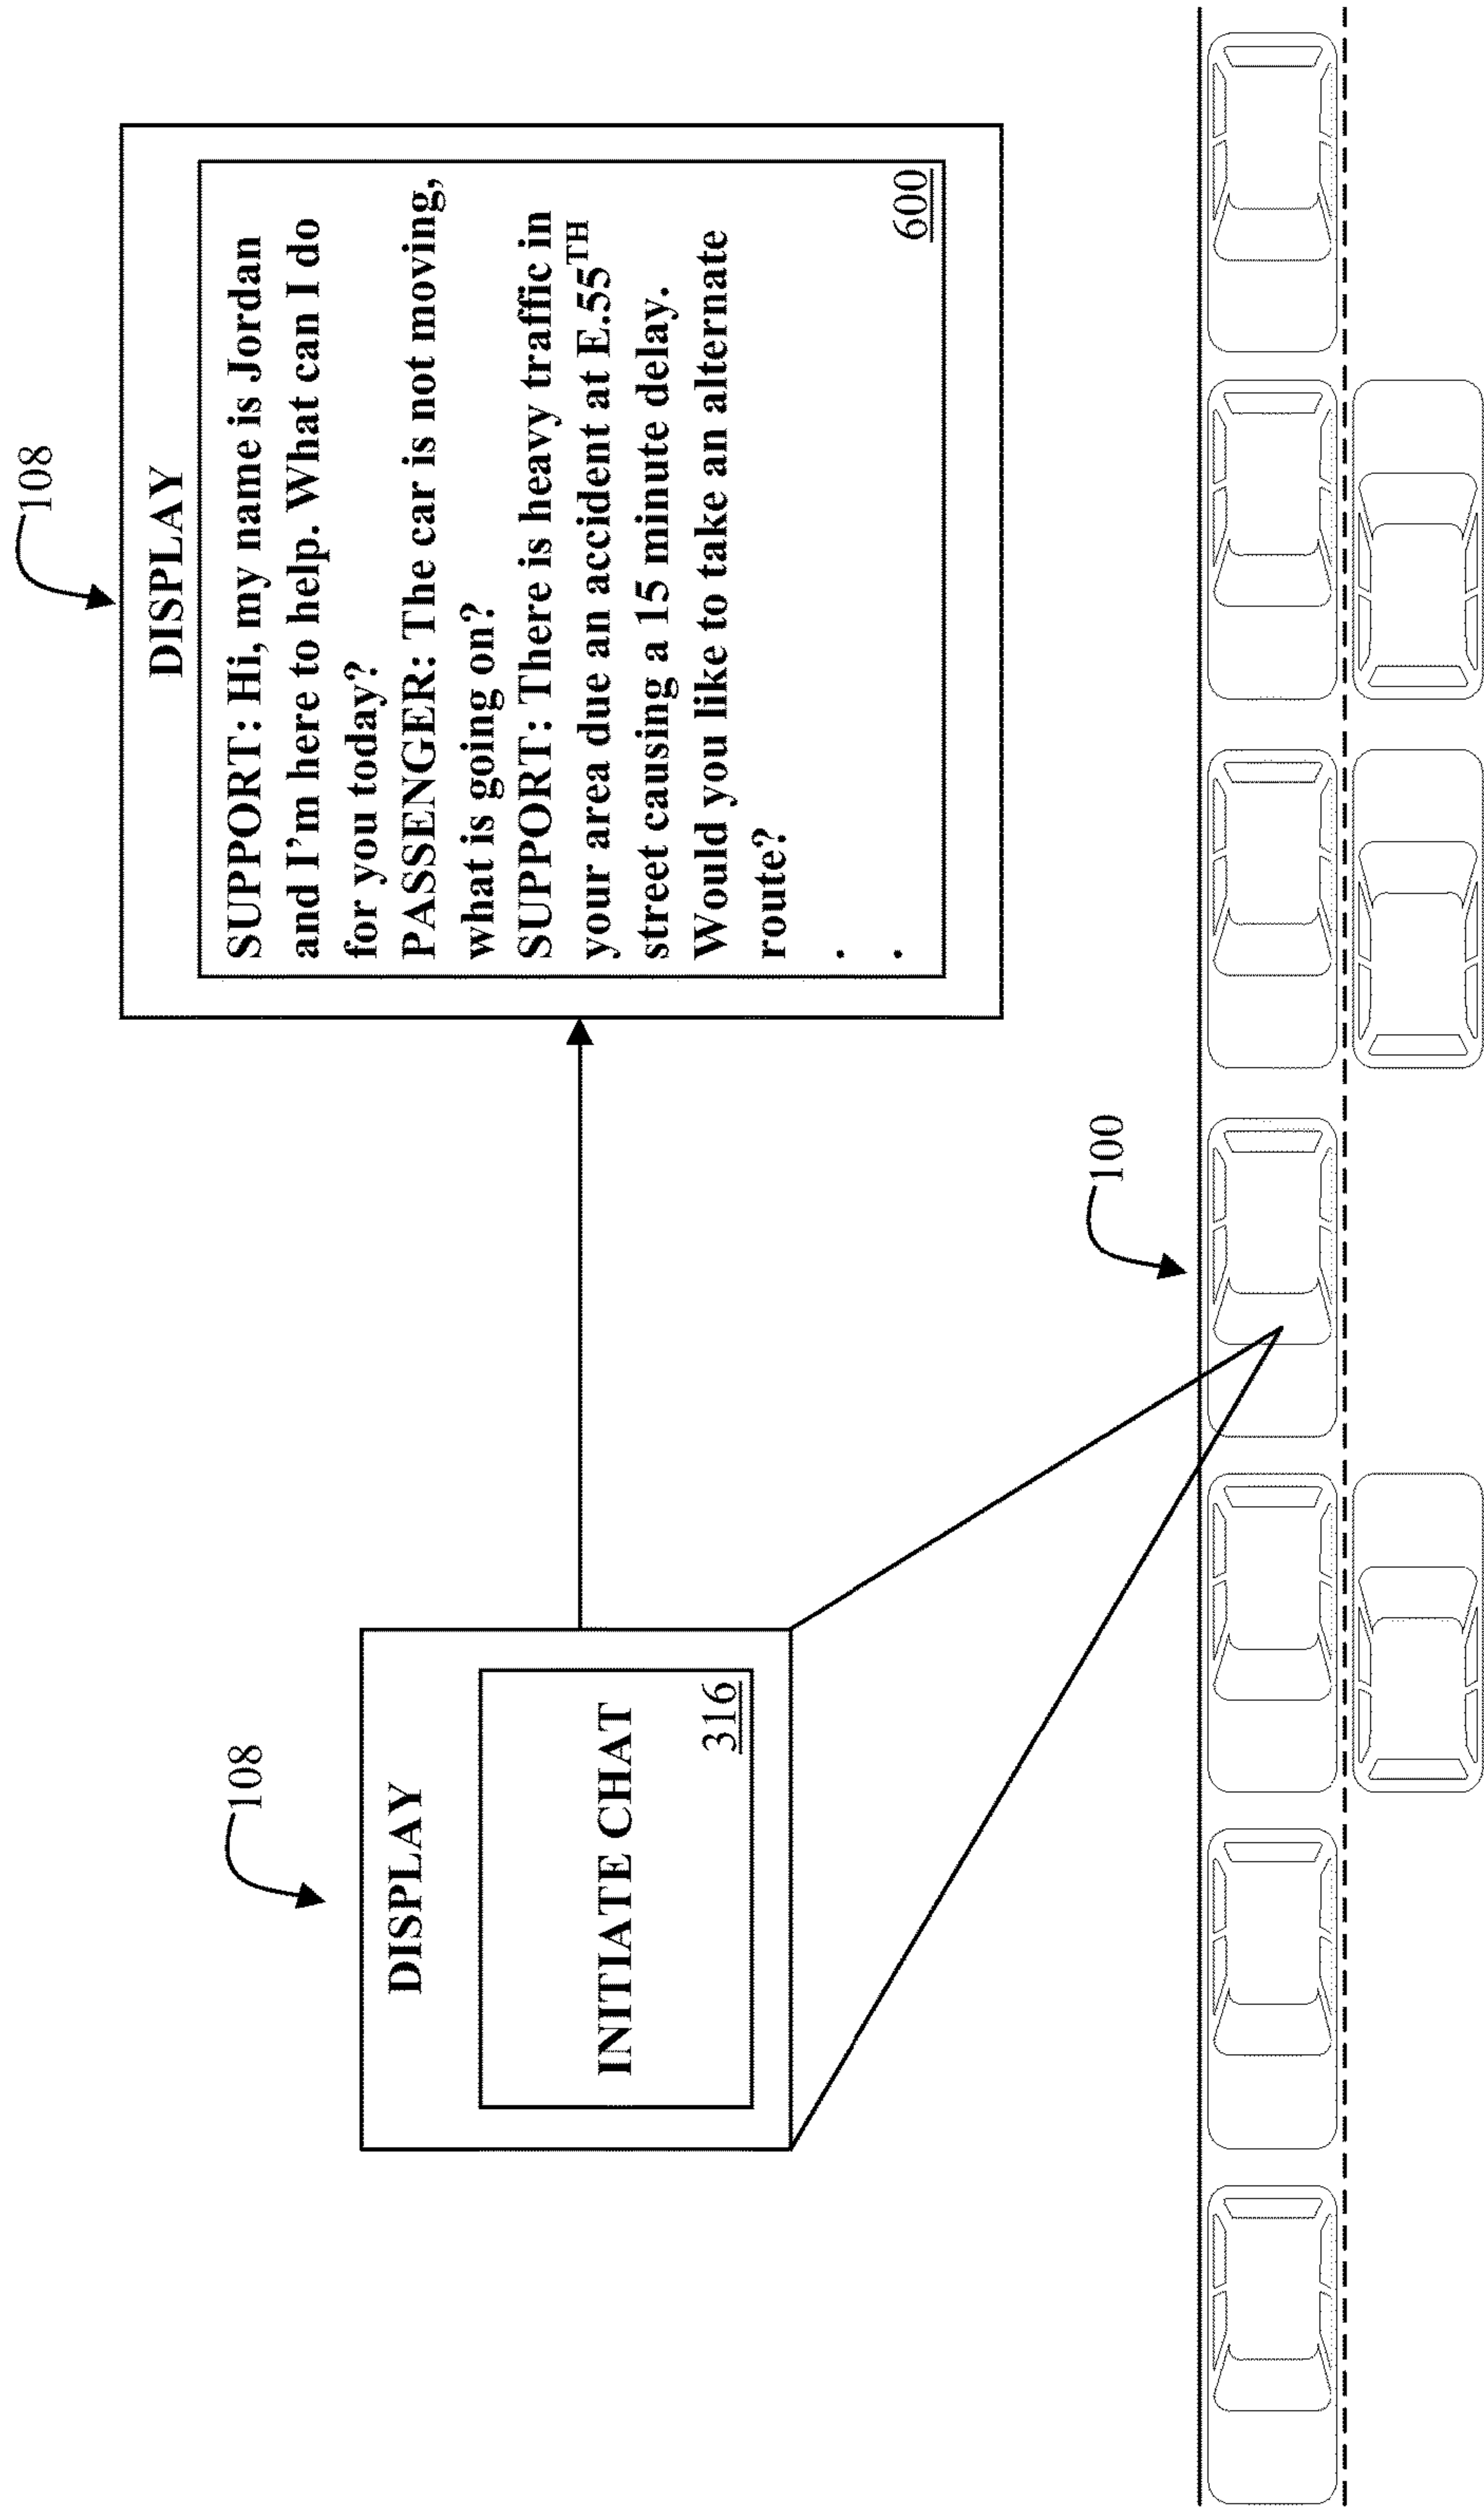 108
DISPLAY
SUPPORT: Hi, my name is Jordan
and I'm here to help. What can I do
for you today?
PASSENGER: The car is not moving,
what is going on?
SUPPORT: There is heavy traffic in
your area due an accident at E.55TH
street causing a 15 minute delay.
Would you like to take an alternate
route?
.
.
600
108
DISPLAY
INITIATE CHAT
316
100